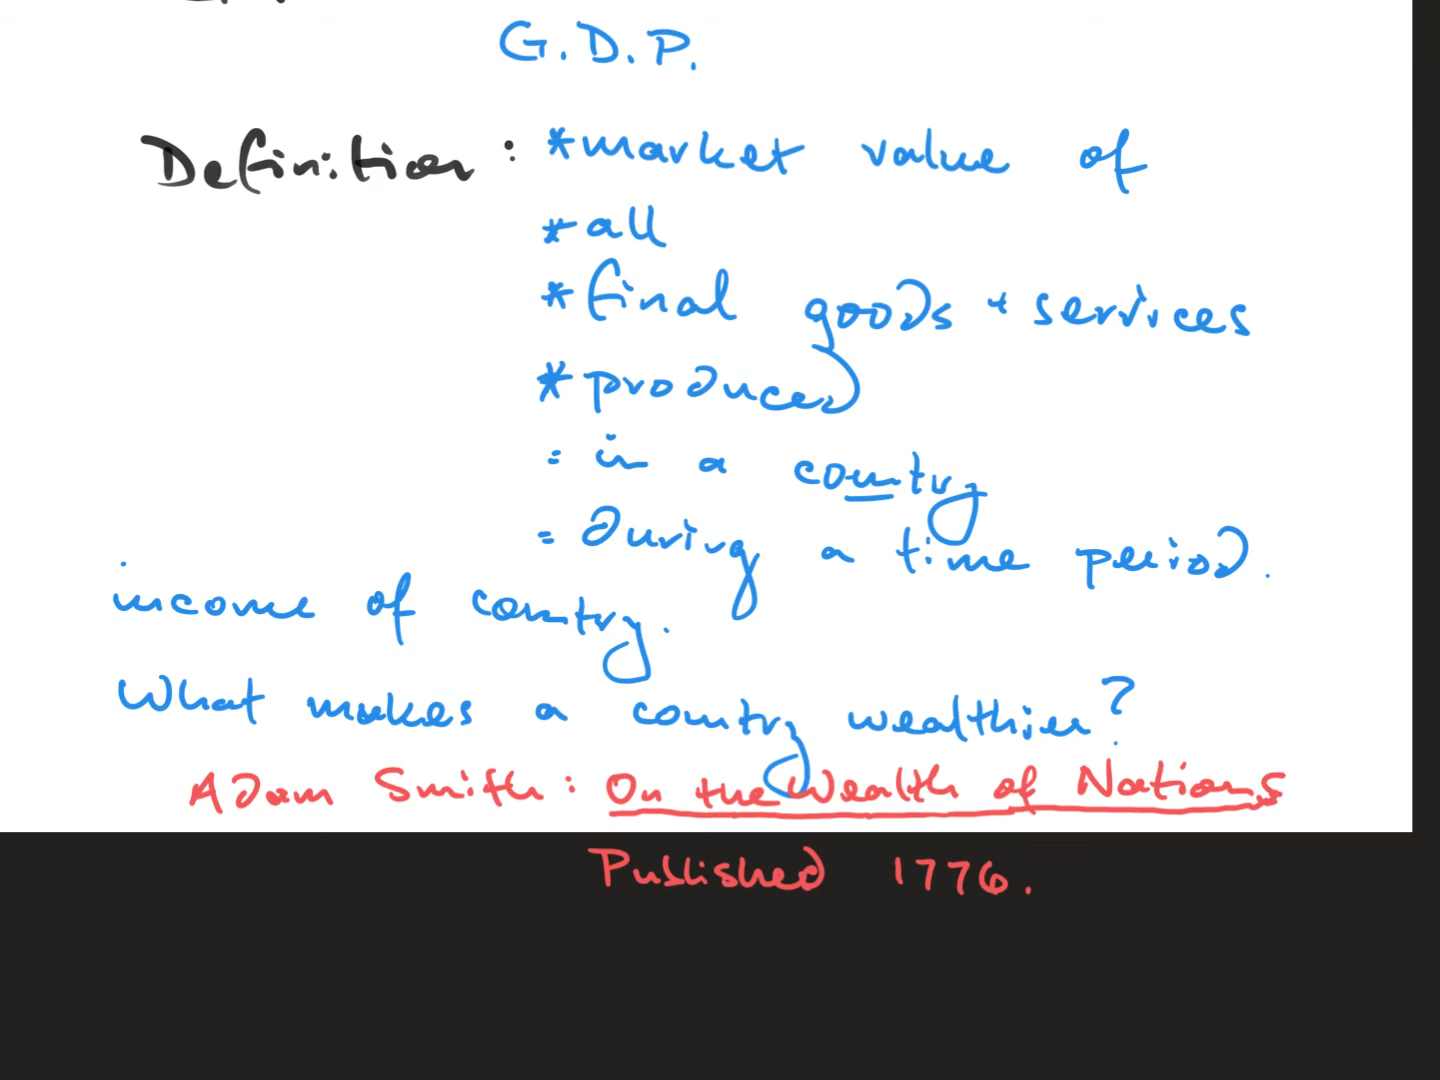 G.D.P.
Definition: *market value of
*all
*final goods + services
*produced
= in a country
= During a time period.
income of country.
What makes a country wealthier?
Adam Smith: On the Wealth of Nations
Published 1776.